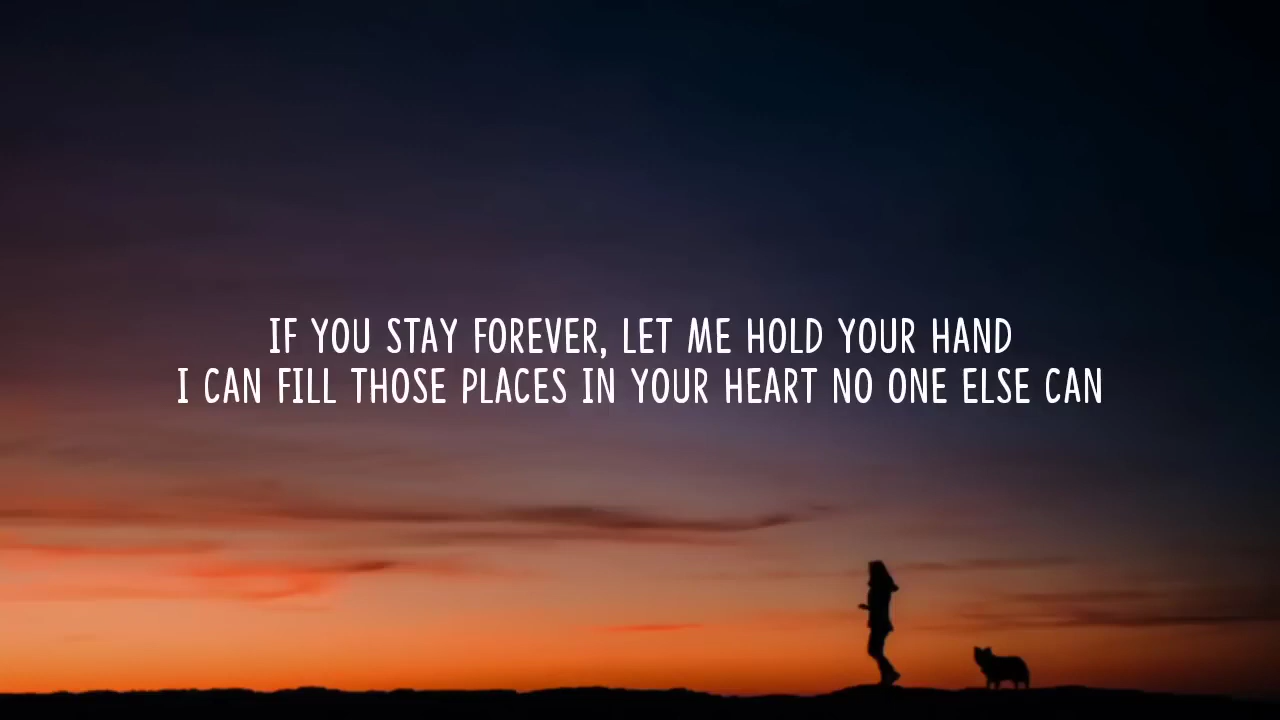 IF YOU STAY FOREVER, LET ME HOLD YOUR HAND
I CAN FILL THOSE PLACES IN YOUR HEART NO ONE ELSE CAN